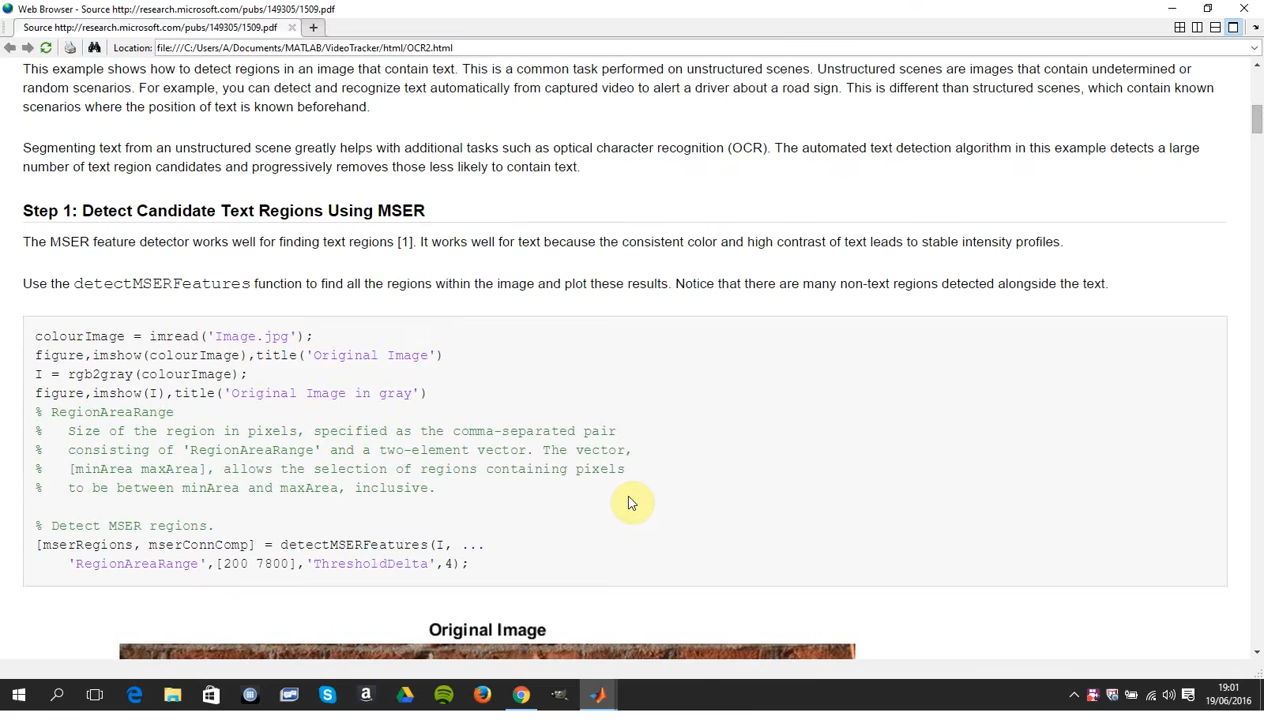 Web Browser - Source http://research.microsoft.com/pubs/149305/1509.pdf
Source http://research.microsoft.com/pubs/149305/1509.pdf
Location: file:///C:/Users/A/Documents/MATLAB/VideoTracker/html/OCR2.html
This example shows how to detect regions in an image that contain text. This is a common task performed on unstructured scenes. Unstructured scenes are images that contain undetermined or
random scenarios. For example, you can detect and recognize text automatically from captured video to alert a driver about a road sign. This is different than structured scenes, which contain known
scenarios where the position of text is known beforehand.
Segmenting text from an unstructured scene greatly helps with additional tasks such as optical character recognition (OCR). The automated text detection algorithm in this example detects a large
number of text region candidates and progressively removes those less likely to contain text.
Step 1: Detect Candidate Text Regions Using MSER
The MSER feature detector works well for finding text regions [1]. It works well for text because the consistent color and high contrast of text leads to stable intensity profiles.
Use the detectMSERFeatures function to find all the regions within the image and plot these results. Notice that there are many non-text regions detected alongside the text.
colourImage = imread('Image.jpg');
figure,imshow(colourImage),title('Original Image')
I = rgb2gray(colourImage);
figure,imshow(I),title('Original Image in gray')
% RegionAreaRange
%   Size of the region in pixels, specified as the comma-separated pair
%   consisting of 'RegionAreaRange' and a two-element vector. The vector,
%   [minArea maxArea], allows the selection of regions containing pixels
%   to be between minArea and maxArea, inclusive.
% Detect MSER regions.
[mserRegions, mserConnComp] = detectMSERFeatures(I, ...
    'RegionAreaRange',[200 7800],'ThresholdDelta',4);
Original Image
19:01
19/06/2016